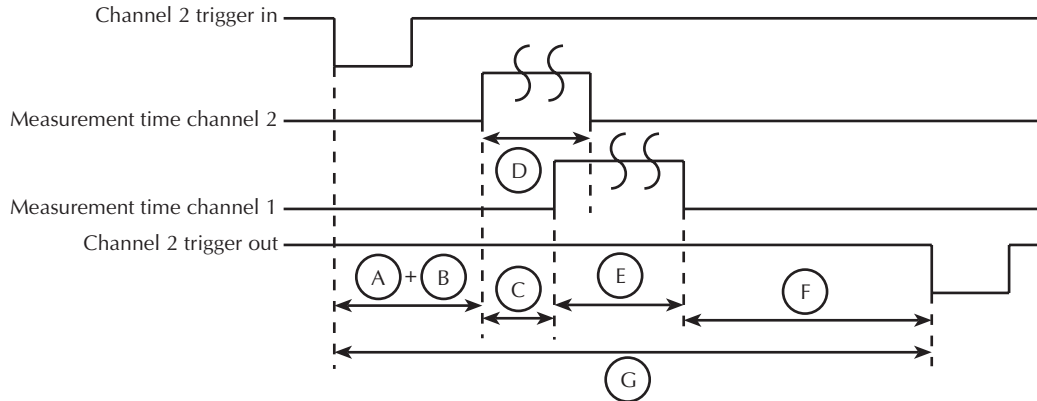 Channel 2 trigger in
Measurement time channel 2
D
Measurement time channel 1
Channel 2 trigger out
A + B
C
E
F
G